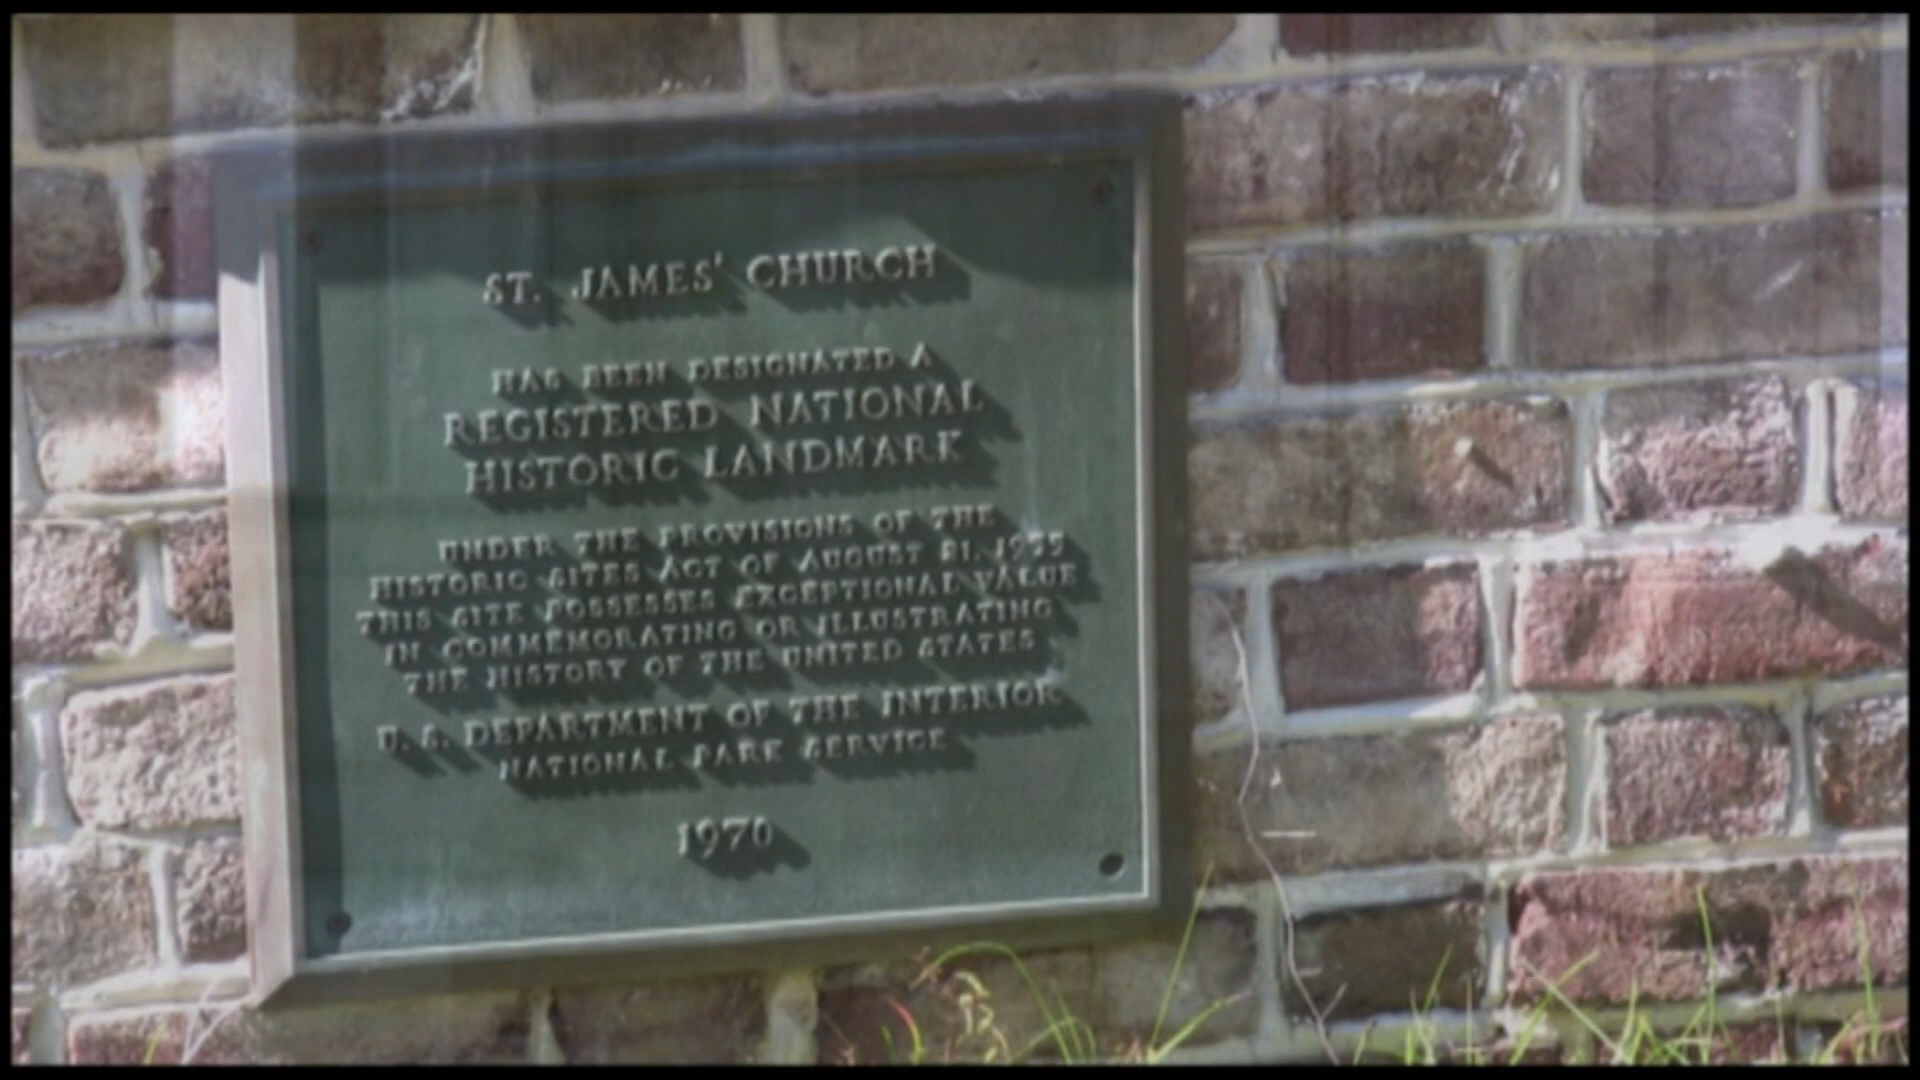 ST. JAMES' CHURCH
HAS BEEN DESIGNATED A
REGISTERED NATIONAL
HISTORIC LANDMARK
UNDER THE PROVISIONS OF THE
HISTORIC SITES ACT OF AUGUST 21, 1935
THIS SITE POSSESSES EXCEPTIONAL VALUE
IN COMMEMORATING OR ILLUSTRATING
THE HISTORY OF THE UNITED STATES
U. S. DEPARTMENT OF THE INTERIOR
NATIONAL PARK SERVICE
1970